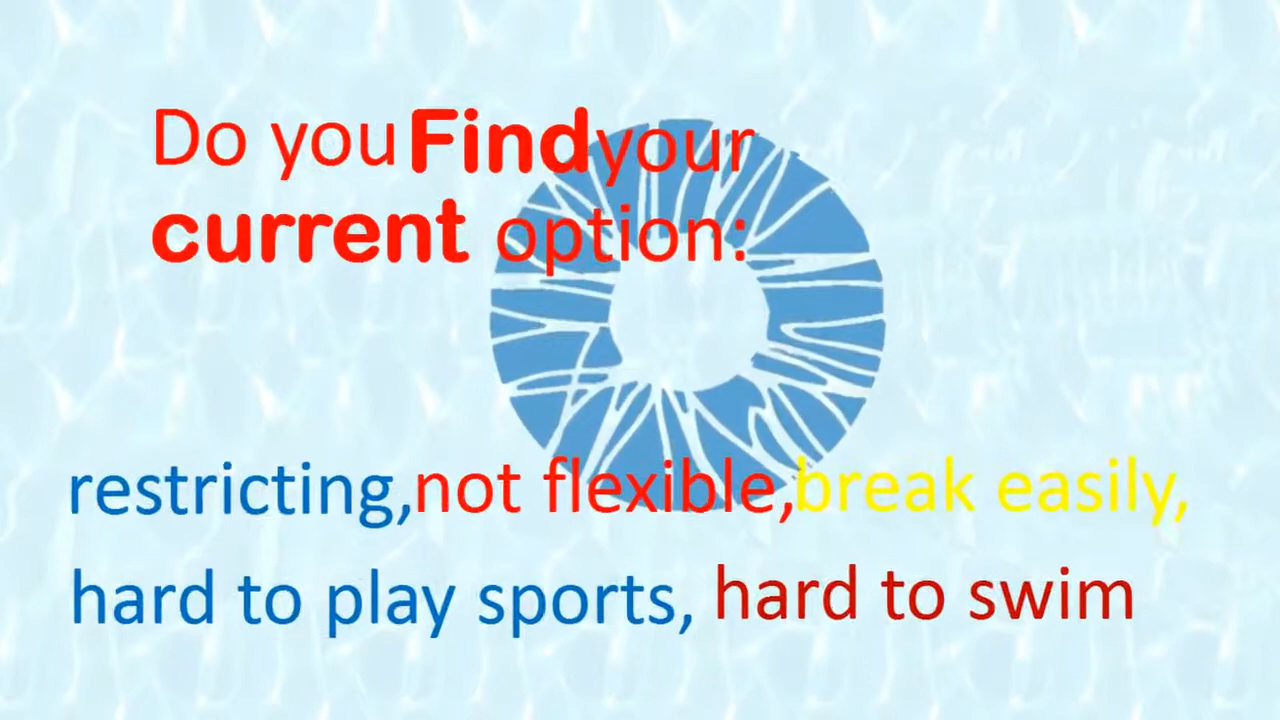 Do you Find your
current option:
restricting,not flexible,break easily,
hard to play sports, hard to swim